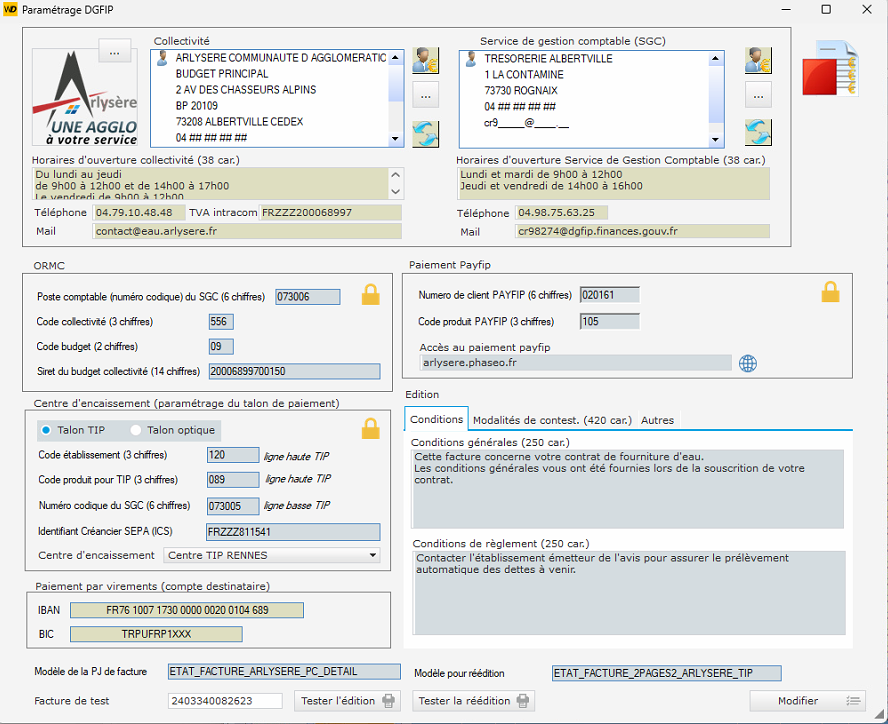 WD Paramétrage DGFIP
Collectivité
Service de gestion comptable (SGC)
...
Arlysère
UNE AGGLO
à votre service
ARLYSERE COMMUNAUTE D AGGLOMERATIO
BUDGET PRINCIPAL
2 AV DES CHASSEURS ALPINS
BP 20109
73208 ALBERTVILLE CEDEX
04 ## ## ## ##
...
TRESORERIE ALBERTVILLE
1 LA CONTAMINE
73730 ROGNAIX
04 ## ## ## ##
cr9_____@____.__
...
Horaires d'ouverture collectivité (38 car.)
Du lundi au jeudi
de 9h00 à 12h00 et de 14h00 à 17h00
Le vendredi de 9h00 à 12h00
Téléphone 04.79.10.48.48 TVA intracom FRZZZ200068997
Mail contact@eau.arlysere.fr
Horaires d'ouverture Service de Gestion Comptable (38 car.)
Lundi et mardi de 9h00 à 12h00
Jeudi et vendredi de 14h00 à 16h00
Téléphone 04.98.75.63.25
Mail cr98274@dgfip.finances.gouv.fr
ORMC
Poste comptable (numéro codique) du SGC (6 chiffres) 073006
Code collectivité (3 chiffres) 556
Code budget (2 chiffres) 09
Siret du budget collectivité (14 chiffres) 20006899700150
Paiement Payfip
Numero de client PAYFIP (6 chiffres) 020161
Code produit PAYFIP (3 chiffres) 105
Accès au paiement payfip
arlysere.phaseo.fr
Centre d'encaissement (paramétrage du talon de paiement)
Talon TIP Talon optique
Code établissement (3 chiffres) 120 ligne haute TIP
Code produit pour TIP (3 chiffres) 089 ligne haute TIP
Numéro codique du SGC (6 chiffres) 073005 ligne basse TIP
Identifiant Créancier SEPA (ICS) FRZZZ811541
Centre d'encaissement Centre TIP RENNES
Edition
Conditions Modalités de contest. (420 car.) Autres
Conditions générales (250 car.)
Cette facture concerne votre contrat de fourniture d'eau.
Les conditions générales vous ont été fournies lors de la souscrition de votre
contrat.
Conditions de règlement (250 car.)
Contacter l'établissement émetteur de l'avis pour assurer le prélèvement
automatique des dettes à venir.
Paiement par virements (compte destinataire)
IBAN FR76 1007 1730 0000 0020 0104 689
BIC TRPUFRP1XXX
Modèle de la PJ de facture ETAT_FACTURE_ARLYSERE_PC_DETAIL
Modèle pour réédition ETAT_FACTURE_2PAGES2_ARLYSERE_TIP
Facture de test 2403340082623 Tester l'édition Tester la réédition Modifier